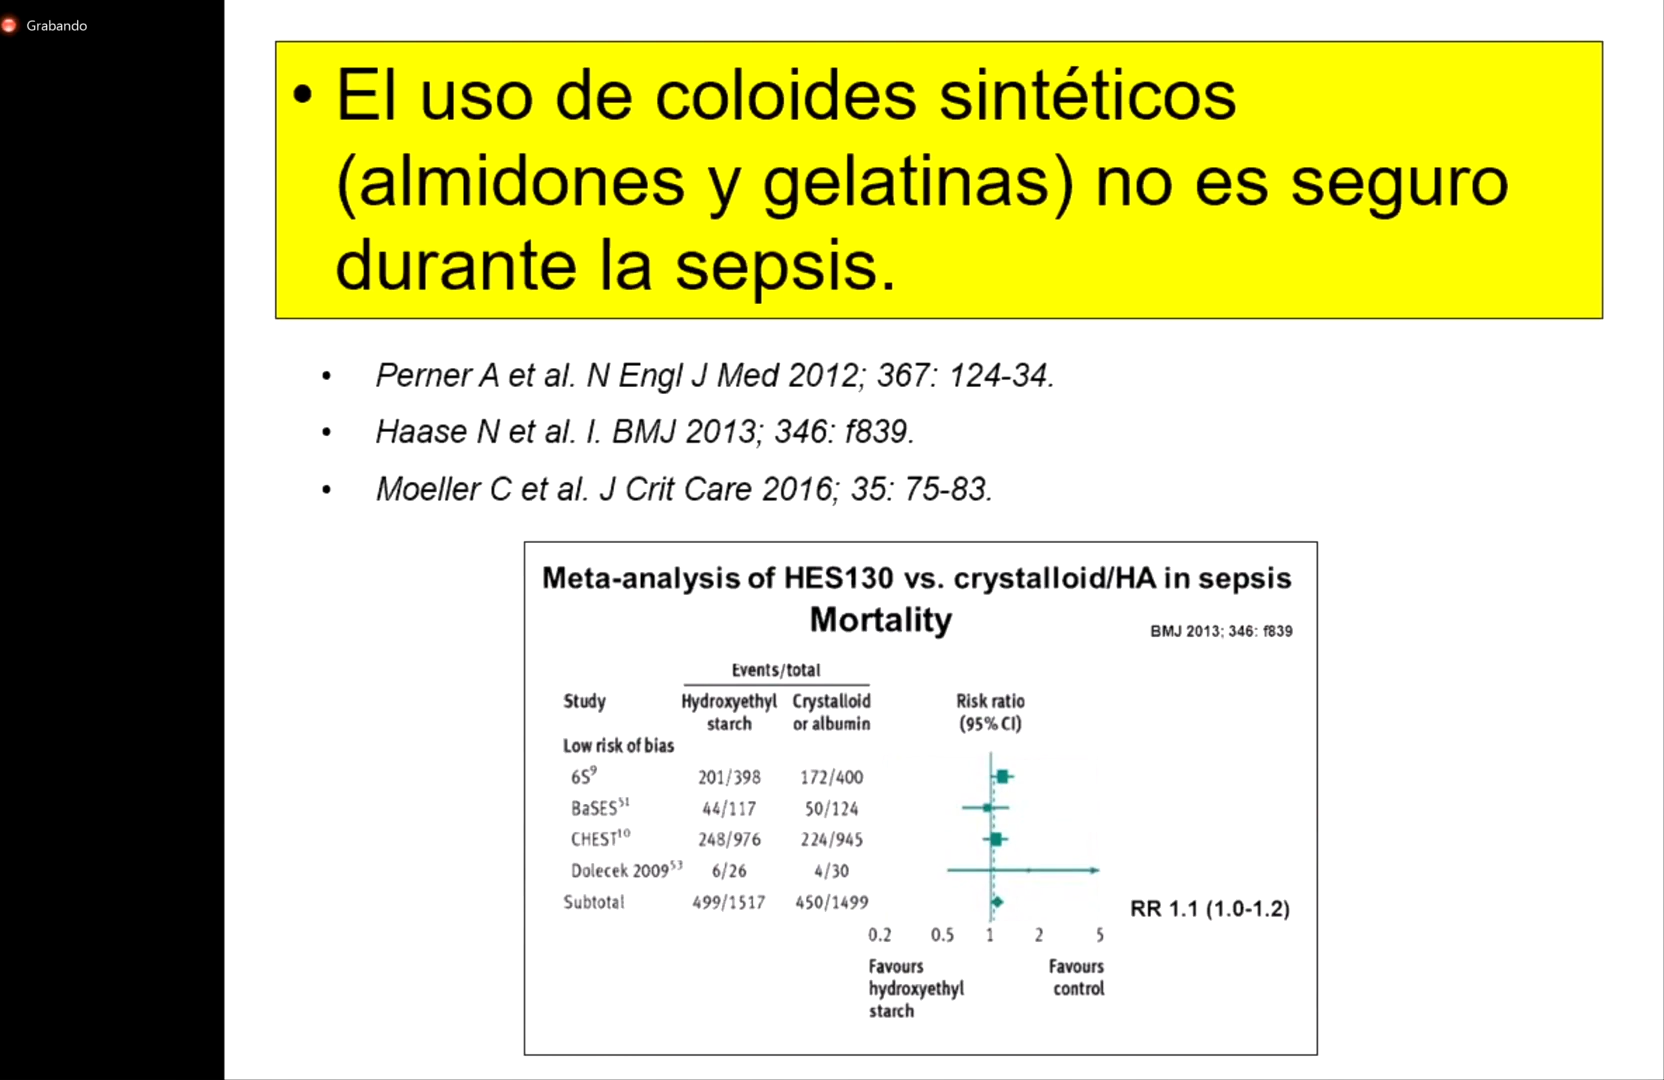 Grabando
• El uso de coloides sintéticos
(almidones y gelatinas) no es seguro
durante la sepsis.
• Perner A et al. N Engl J Med 2012; 367: 124-34.
• Haase N et al. I. BMJ 2013; 346: f839.
• Moeller C et al. J Crit Care 2016; 35: 75-83.
Meta-analysis of HES130 vs. crystalloid/HA in sepsis
Mortality
BMJ 2013; 346: f839
Events/total
Study Hydroxyethyl Crystalloid Risk ratio
starch or albumin (95% CI)
Low risk of bias
6S⁹ 201/398 172/400
BaSES⁵¹ 44/117 50/124
CHEST¹⁰ 248/976 224/945
Dolecek 2009⁵³ 6/26 4/30
Subtotal 499/1517 450/1499
RR 1.1 (1.0-1.2)
0.2 0.5 1 2 5
Favours Favours
hydroxyethyl control
starch